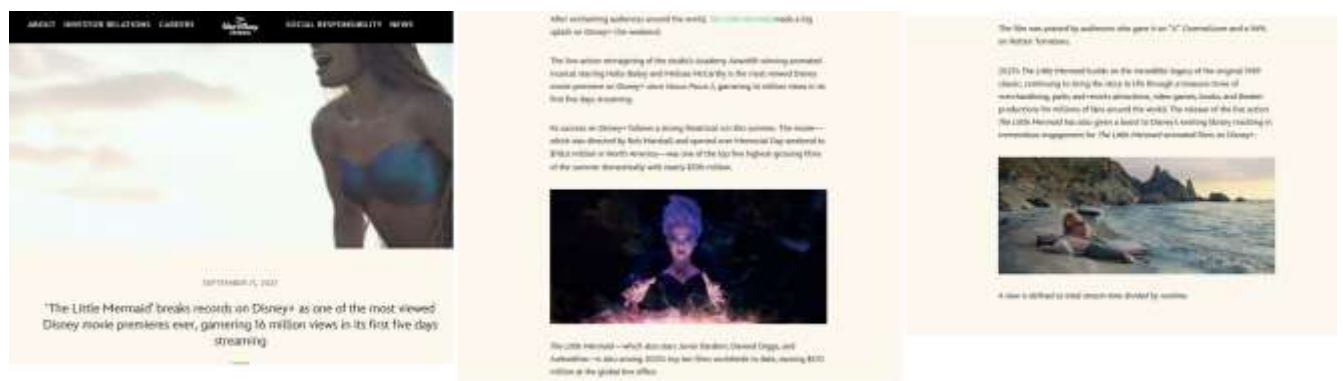 ABOUT INVESTOR RELATIONS CAREERS
The Walt Disney Company
SOCIAL RESPONSIBILITY NEWS
SEPTEMBER
'The Little Mermaid' breaks records on Disney+ as one of the most viewed
Disney movie premieres ever, garnering 16 million views in its first five days
streaming
After enchanting audiences around the world, The Little Mermaid made a big
splash on Disney+ this weekend.
The live-action reimagining of the studio's Academy Award® winning animated
musical starring Halle Bailey and Melissa McCarthy is the most viewed Disney
movie premiere on Disney+ since Hocus Pocus 2, garnering 16 million views in its
first five days streaming.
Its success on Disney+ follows a strong theatrical run this summer. The movie—
which was directed by Rob Marshall and opened over Memorial Day weekend to
million in North America—was one of the top five highest-grossing films
of the summer domestically with nearly million.
The Little Mermaid—which also stars Javier Bardem, Daveed Diggs, and
Awkwafina—is also among 2023's top ten films worldwide to date, earning
million at the global box office.
The film was praised by audiences who gave it an "A" CinemaScore and a
on Rotten Tomatoes.
2023's The Little Mermaid builds on the incredible legacy of the original 1989
classic, continuing to bring the story to life through a treasure trove of
merchandising, parks and resorts attractions, video games, books, and theater
productions for millions of fans around the world. The release of the live action
The Little Mermaid has also given a boost to Disney's existing library resulting in
tremendous engagement for The Little Mermaid animated films on Disney+.
A view is defined as total stream time divided by runtime.